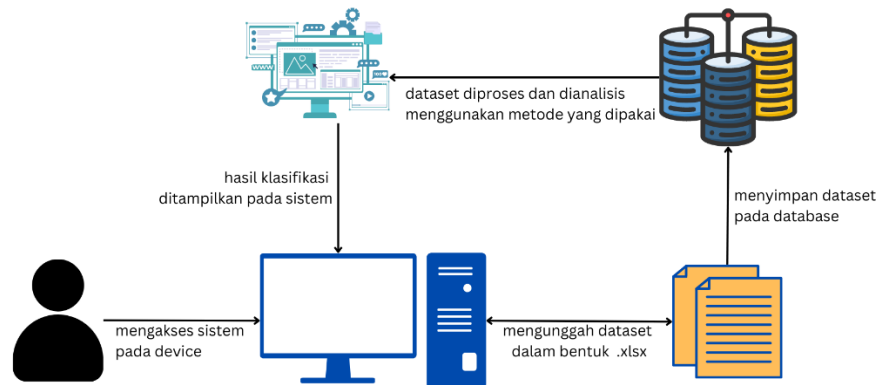 dataset diproses dan dianalisis
menggunakan metode yang dipakai
hasil klasifikasi
ditampilkan pada sistem
menyimpan dataset
pada database
mengakses sistem
pada device
mengunggah dataset
dalam bentuk .xlsx